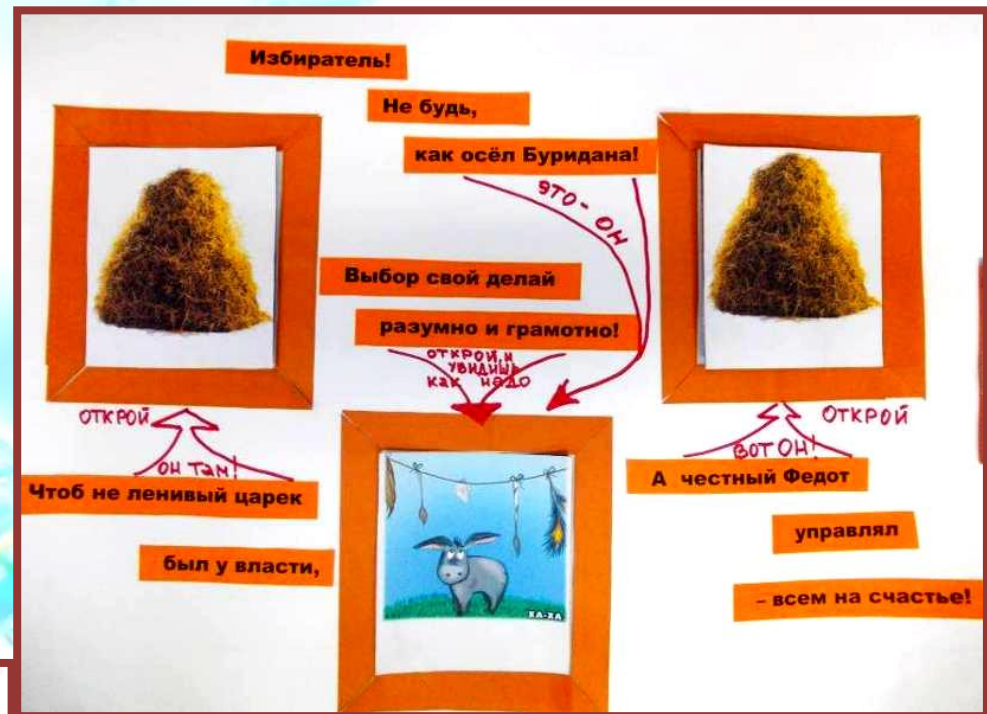 Избиратель!
Не будь,
как осёл Буридана!
ЭТО - ОН
Выбор свой делай
разумно и грамотно!
ОТКРОЙ И
УВИДИШЬ
как надо
ОТКРОЙ
ОН ТАМ!
Чтоб не ленивый царек
был у власти,
ОТКРОЙ
ВОТ ОН!
А честный Федот
управлял
– всем на счастье!
ХА-ХА